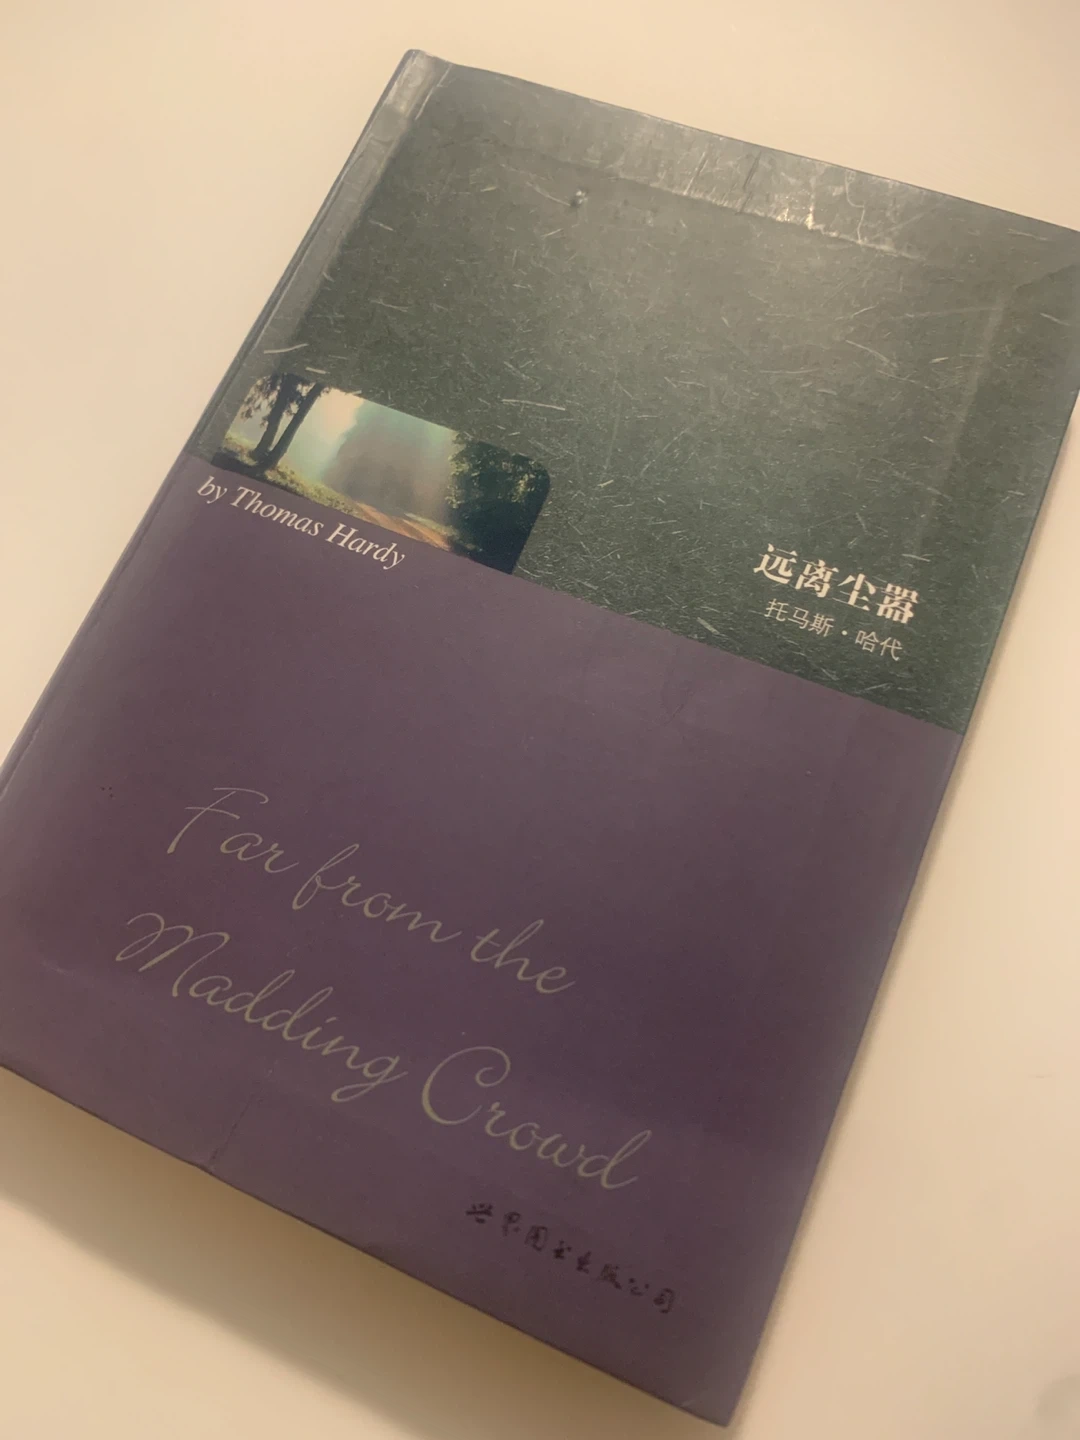 by Thomas Hardy
远离尘嚣
托马斯·哈代
Far from the
Madding Crowd
世界图书出版公司